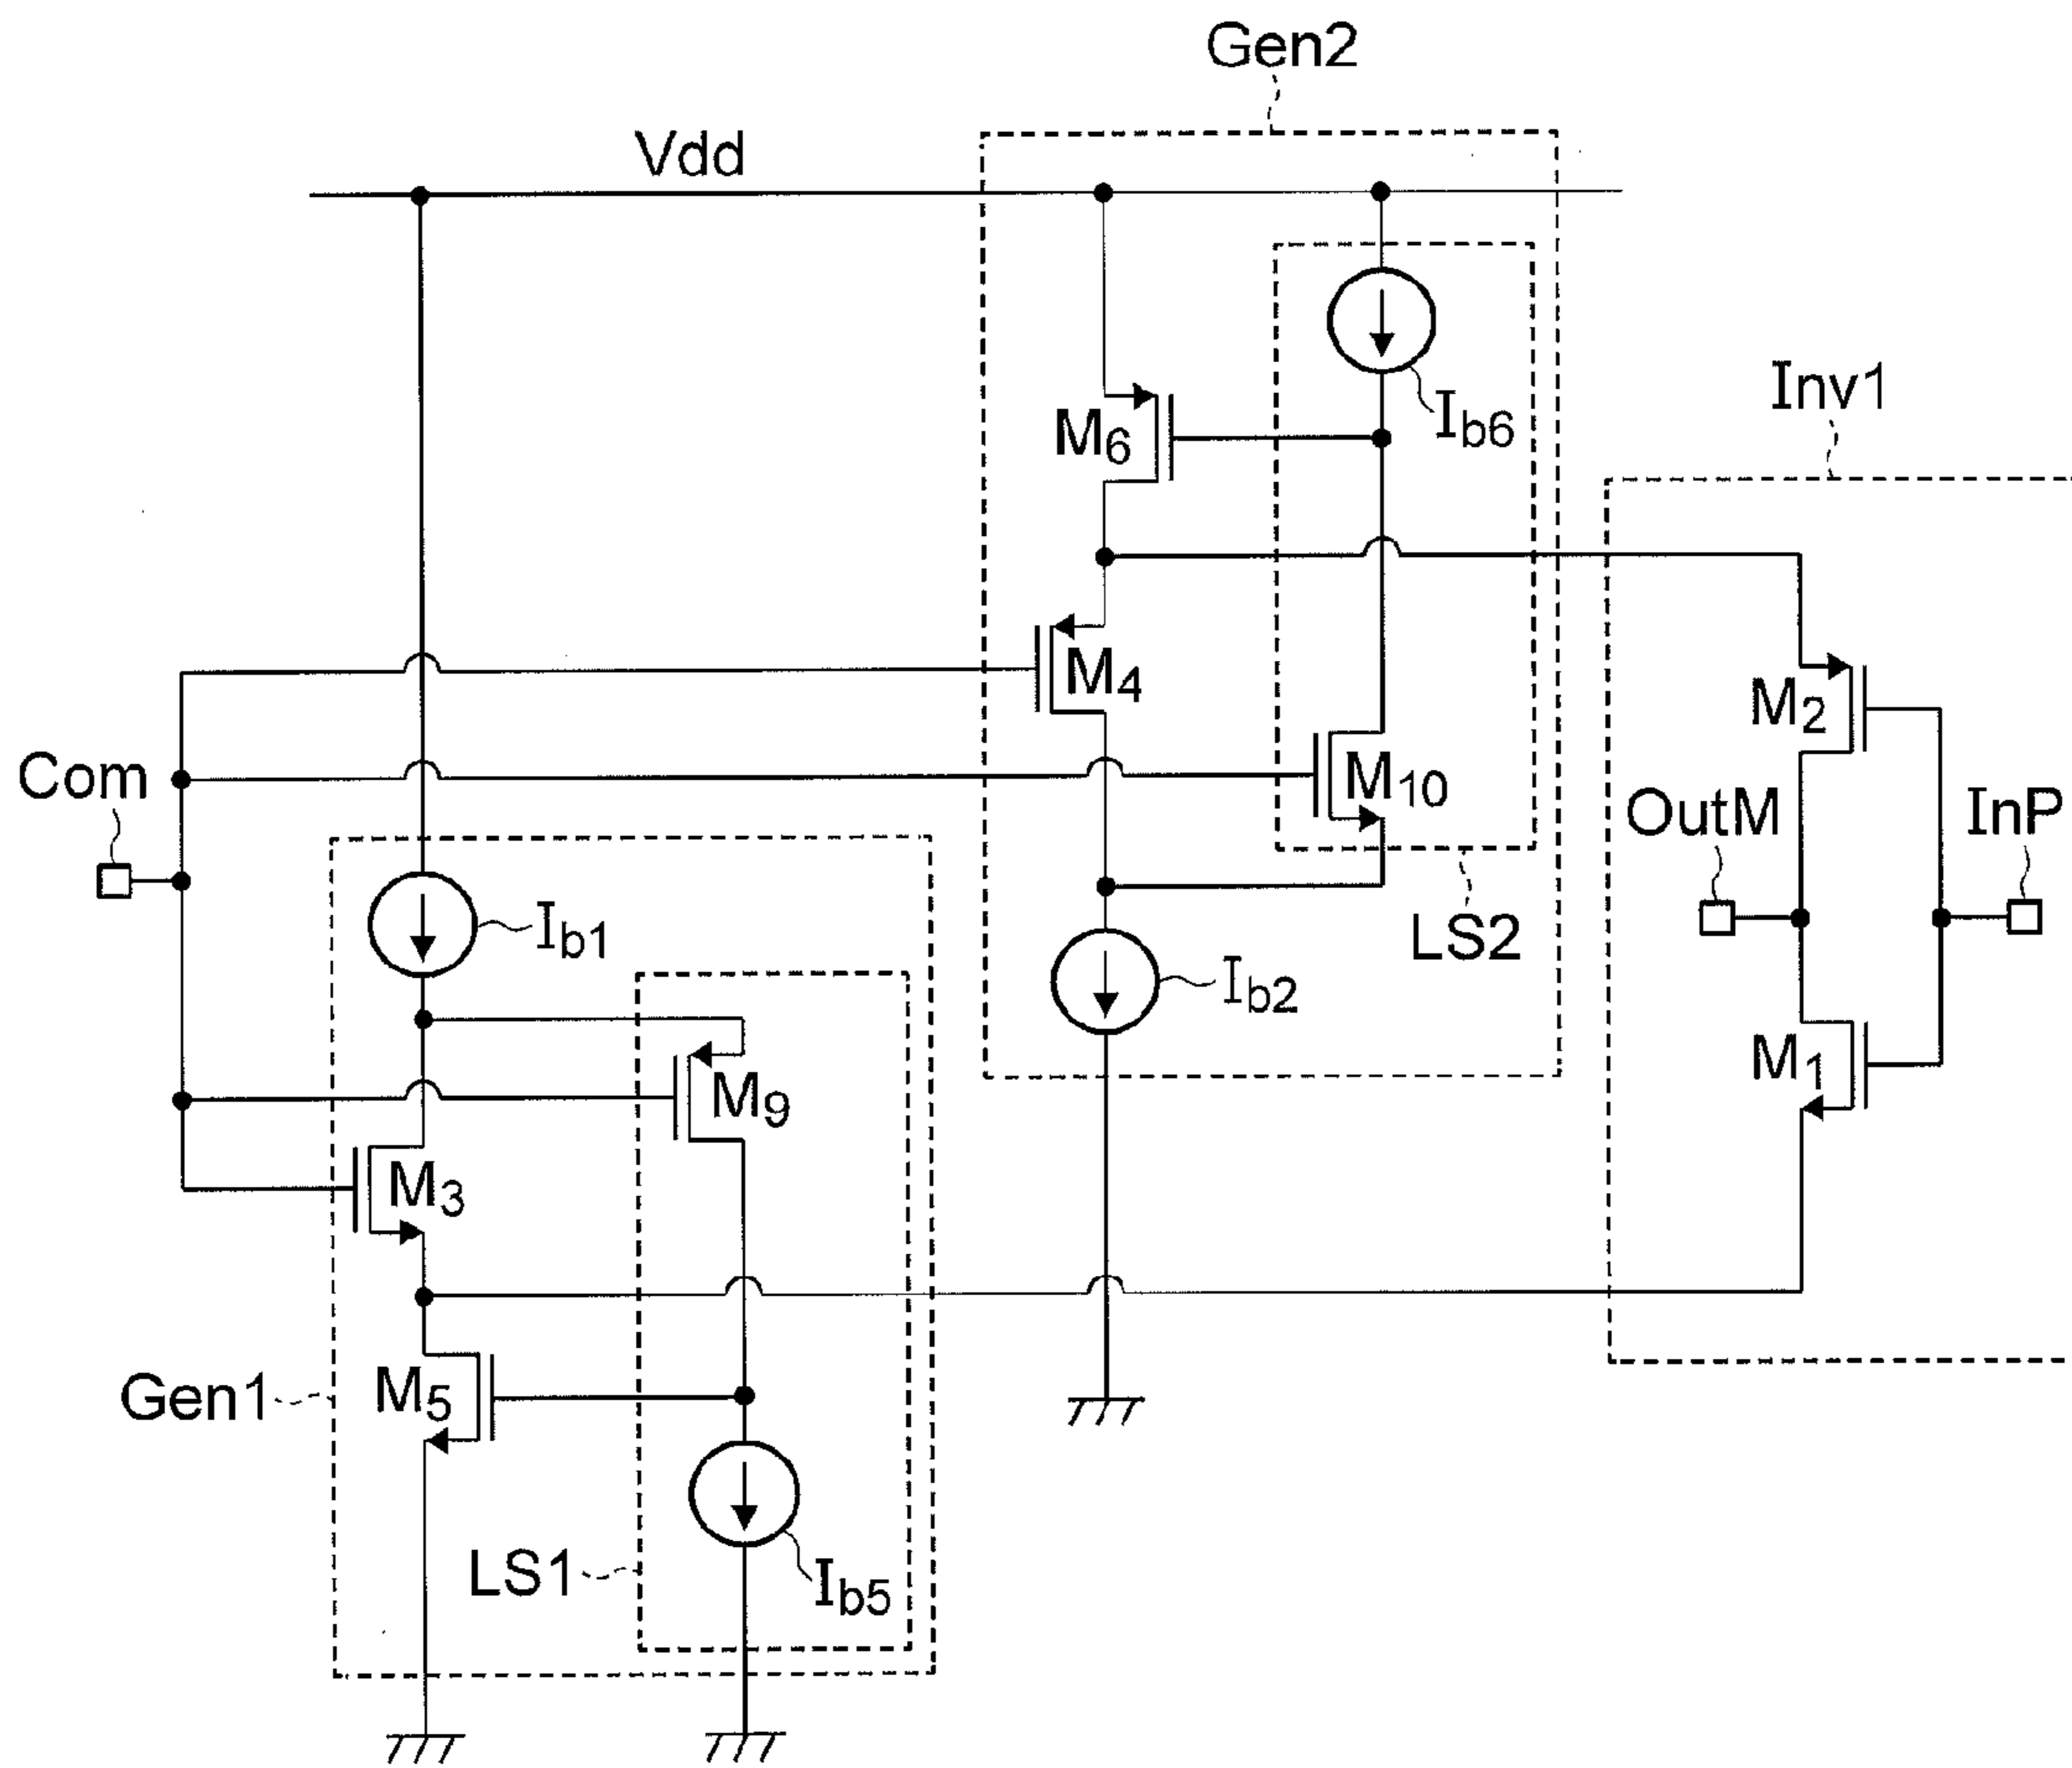 Gen2
Vdd
Ib6
Inv1
M6
M4
M2
Com
M10
OutM
InP
Ib1
LS2
Ib2
M9
M1
M3
Gen1
M5
LS1
Ib5